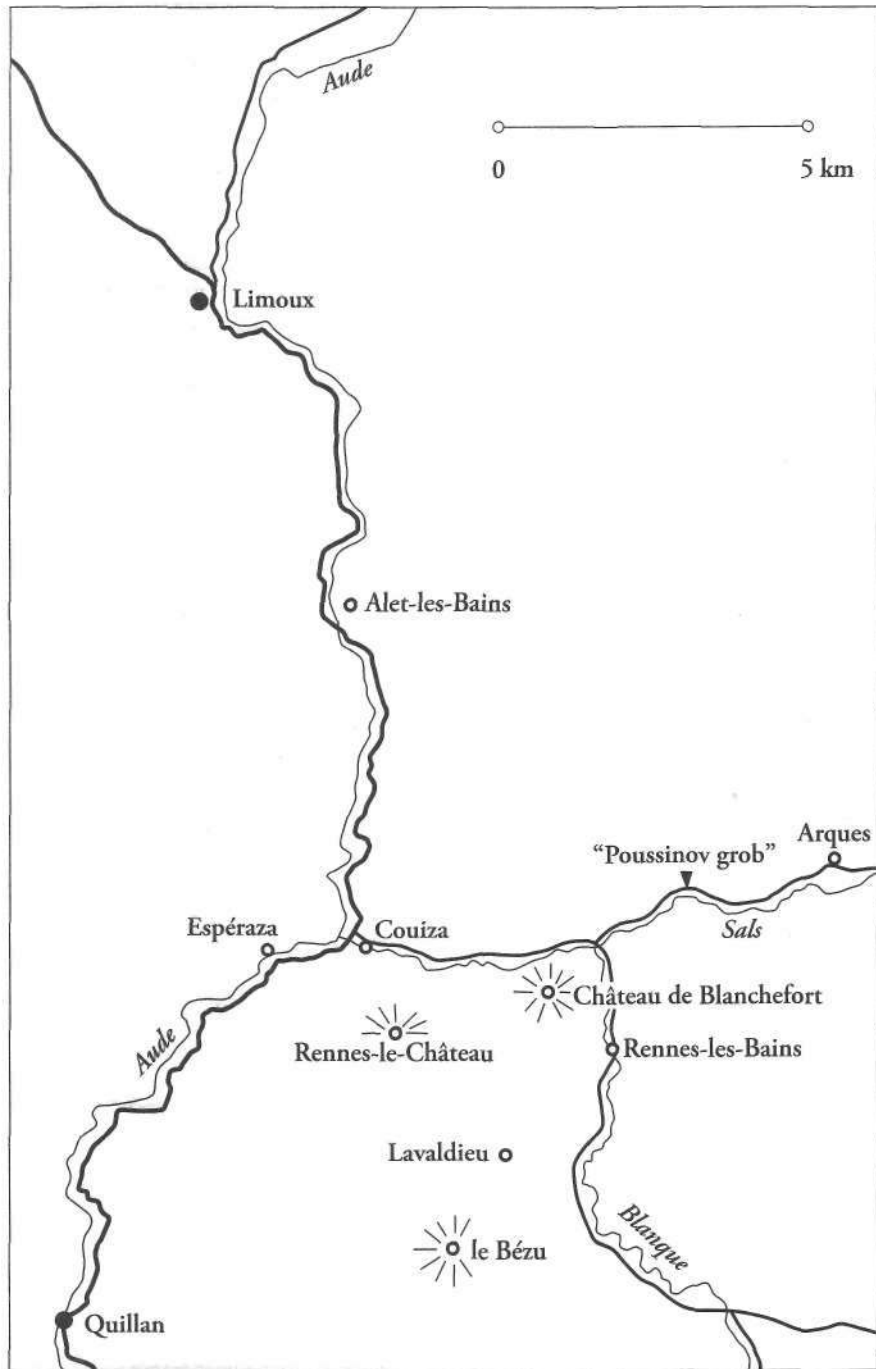 Aude
0 5 km
Limoux
Alet-les-Bains
Arques
“Poussinov grob”
Sals
Espéraza
Couiza
Château de Blanchefort
Rennes-le-Château
Rennes-les-Bains
Aude
Lavaldieu
Blanque
le Bézu
Quillan